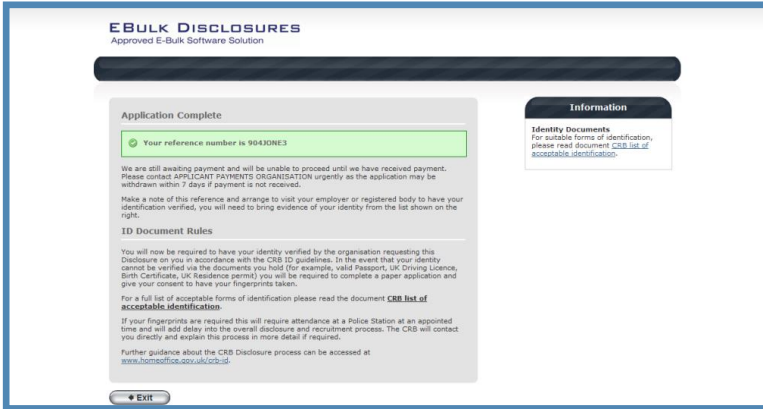 EBULK DISCLOSURES
Approved E-Bulk Software Solution
Application Complete
Your reference number is 904JONE3
We are still awaiting payment and will be unable to proceed until we have received payment.
Please contact APPLICANT PAYMENTS ORGANISATION urgently as the application may be
withdrawn within 7 days if payment is not received.
Make a note of this reference and arrange to visit your employer or registered body to have your
identification verified, you will need to bring evidence of your identity from the list shown on the
right.
ID Document Rules
You will now be required to have your identity verified by the organisation requesting this
Disclosure on you in accordance with the CRB ID guidelines. In the event that your identity
cannot be verified via the documents you hold (for example, valid Passport, UK Driving Licence,
Birth Certificate, UK Residence permit) you will be required to complete a paper application and
give your consent to have your fingerprints taken.
For a full list of acceptable forms of identification please read the document CRB list of
acceptable identification.
If your fingerprints are required this will require attendance at a Police Station at an appointed
time and will add delay into the overall disclosure and recruitment process. The CRB will contact
you directly and explain this process in more detail if required.
Further guidance about the CRB Disclosure process can be accessed at
www.homeoffice.gov.uk/crb-id.
Exit
Information
Identity Documents
For suitable forms of identification,
please read document CRB list of
acceptable identification.